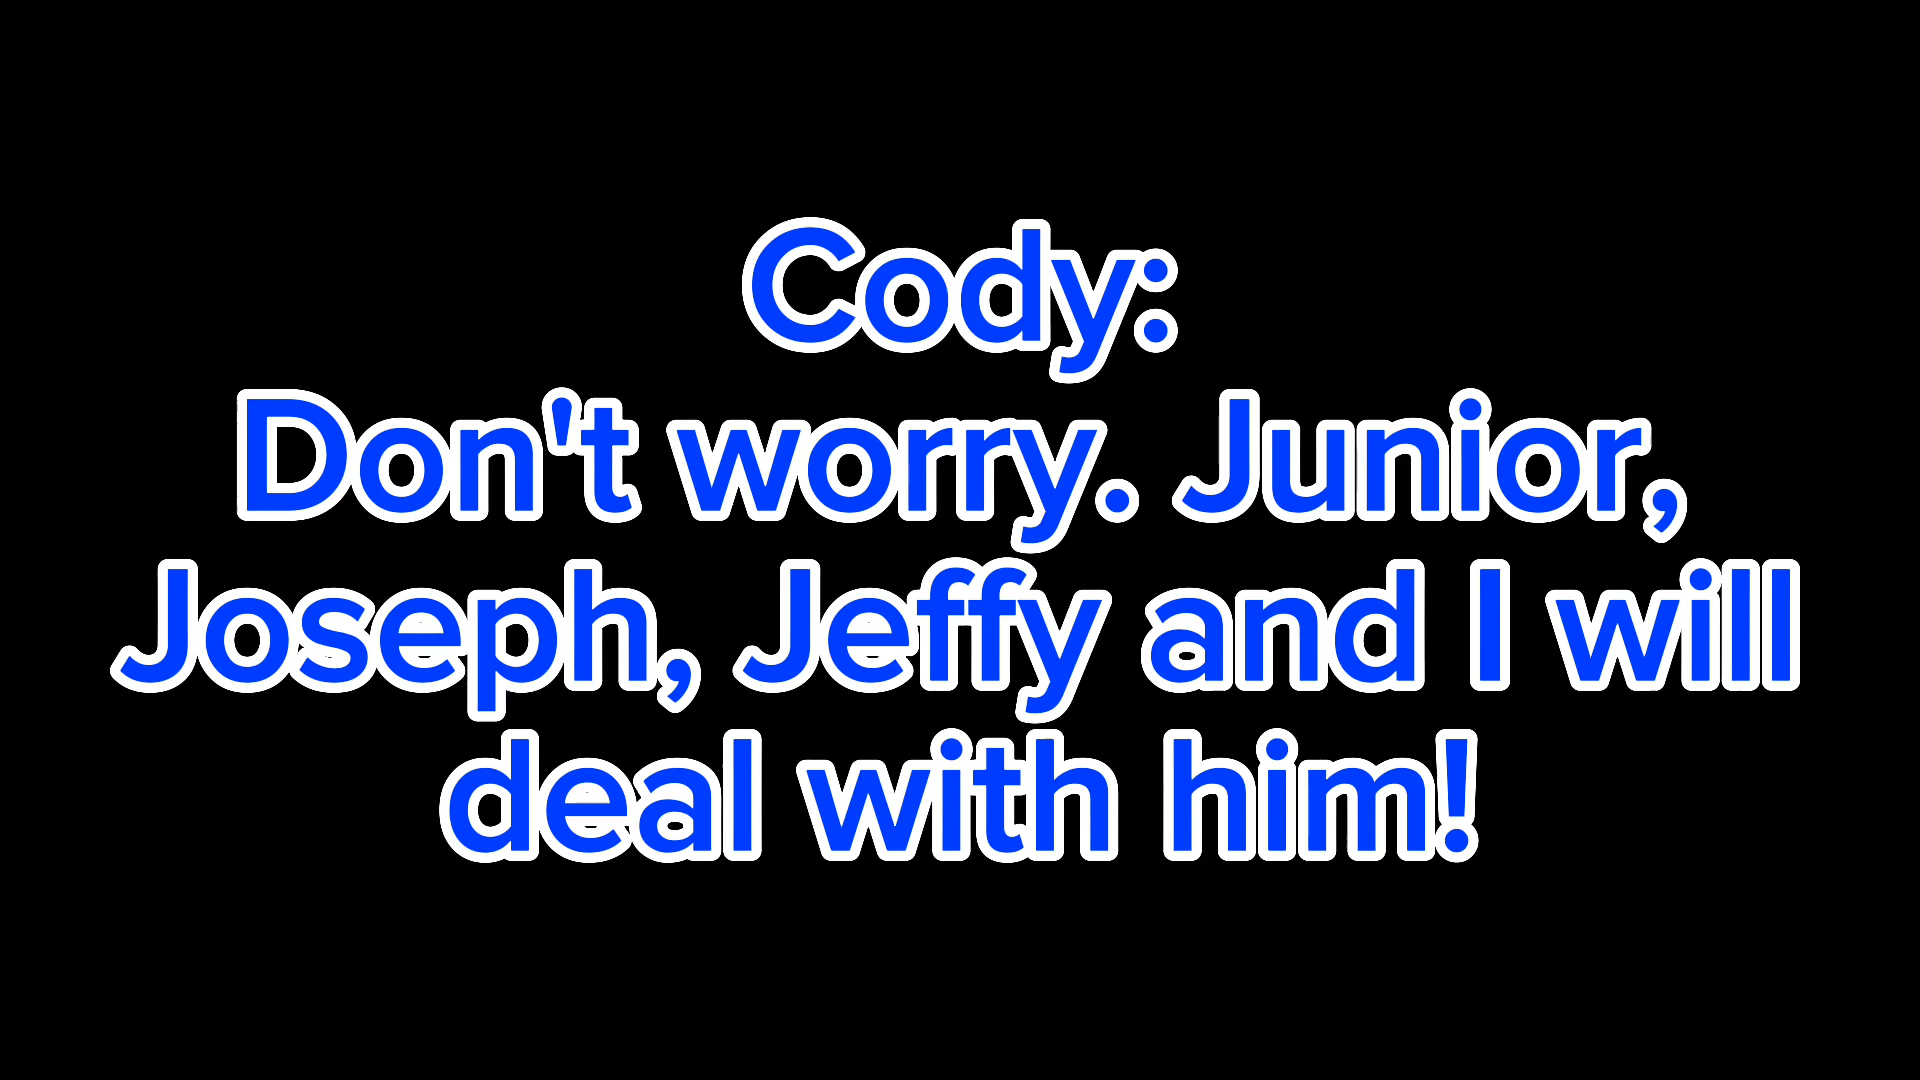 Cody:
Don't worry. Junior,
Joseph, Jeffy and I will
deal with him!